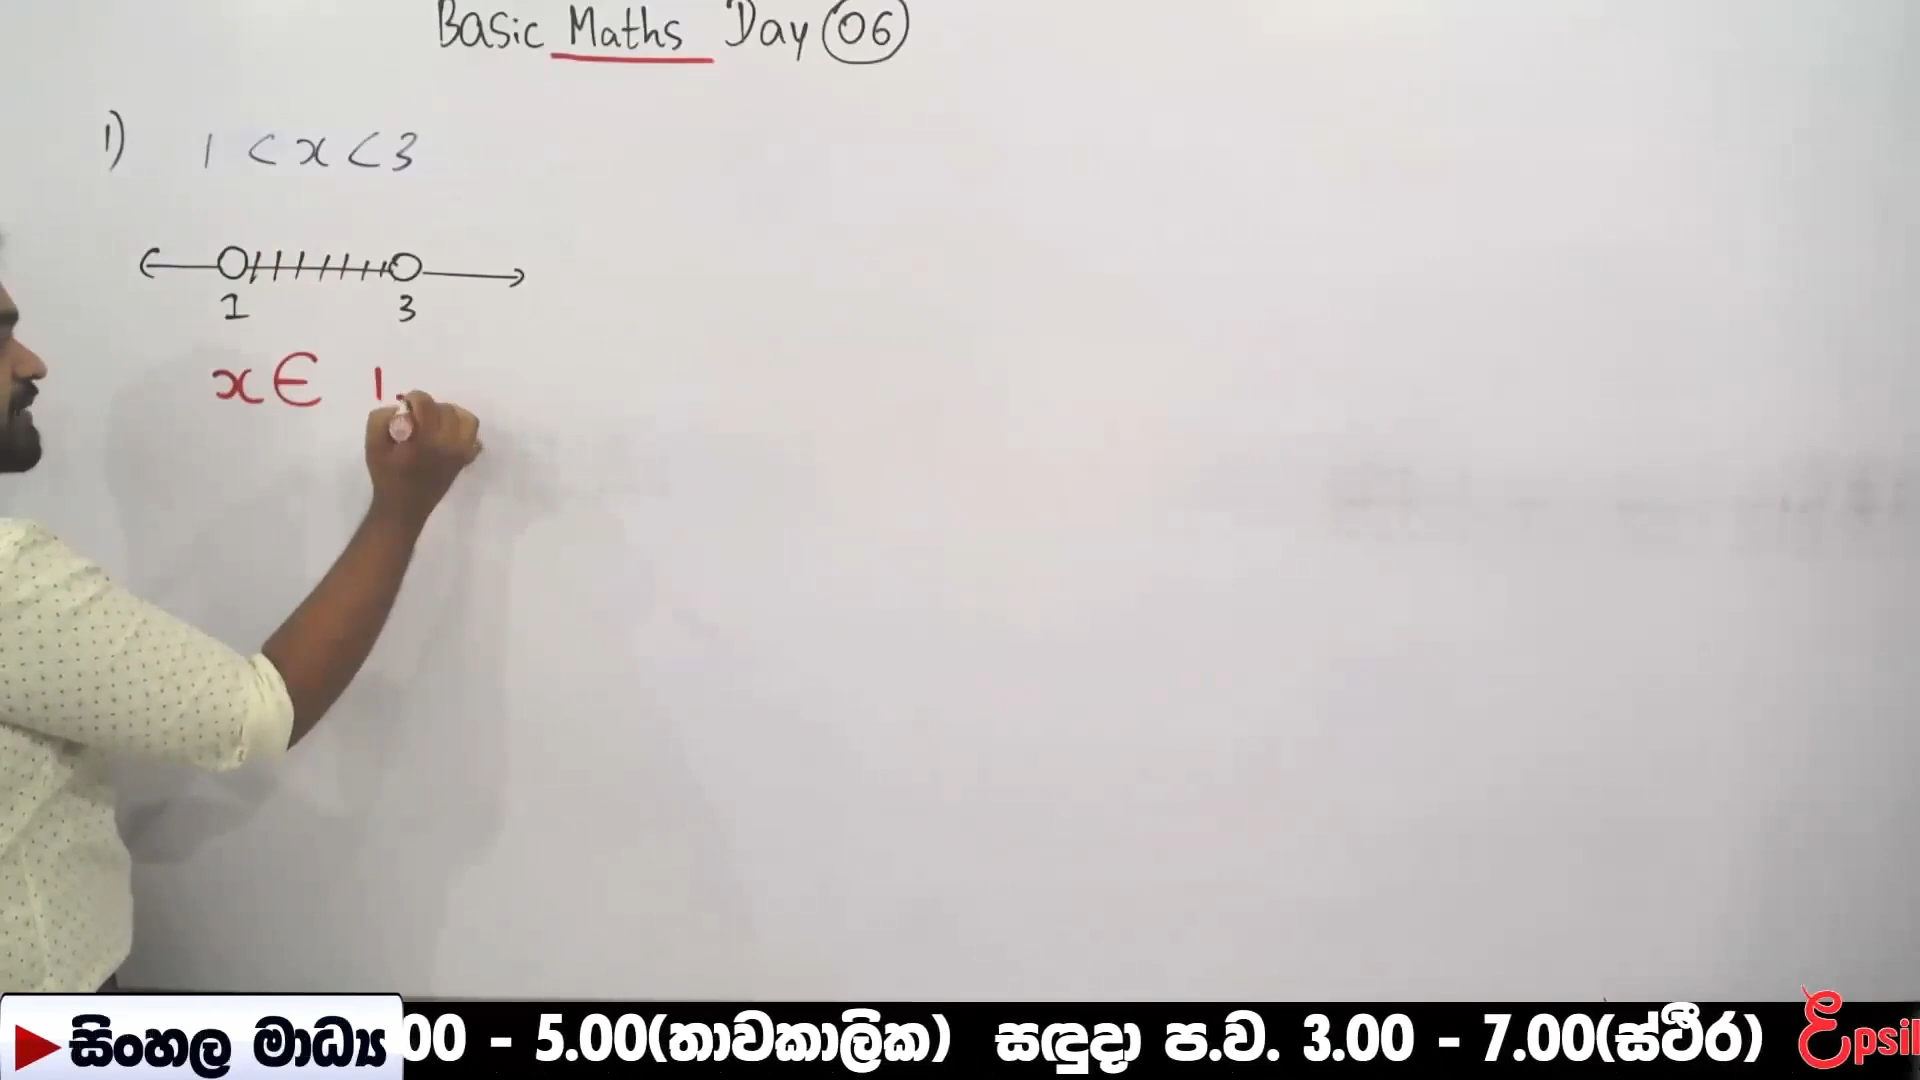 Basic Maths Day 06
1) 1 < x < 3
1 3
x ∈ 1,
සිංහල මාධ්‍ය 00 - 5.00(තාවකාලික) සඳුදා ප.ව. 3.00 - 7.00(ස්ථිර) Epsil